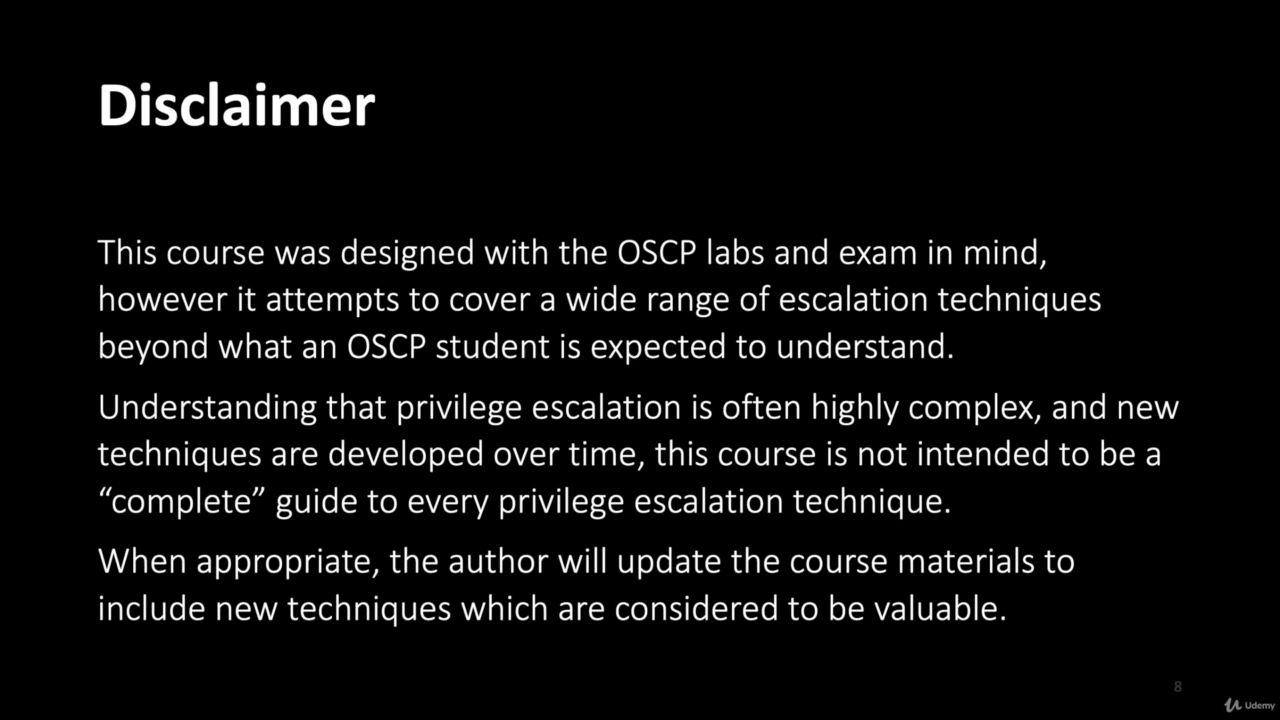 Disclaimer
This course was designed with the OSCP labs and exam in mind,
however it attempts to cover a wide range of escalation techniques
beyond what an OSCP student is expected to understand.
Understanding that privilege escalation is often highly complex, and new
techniques are developed over time, this course is not intended to be a
“complete” guide to every privilege escalation technique.
When appropriate, the author will update the course materials to
include new techniques which are considered to be valuable.
8
Udemy